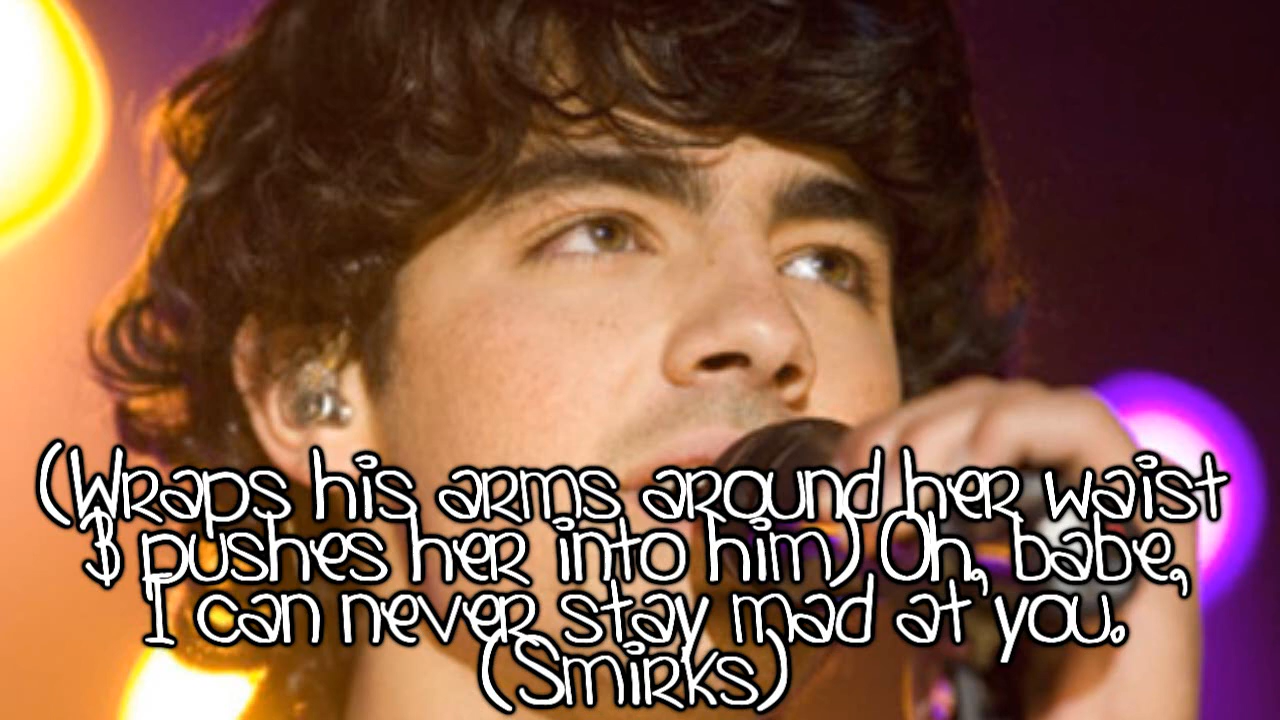 (Wraps his arms around her waist
& pushes her into him) Oh, babe,
I can never stay mad at you.
(Smirks)